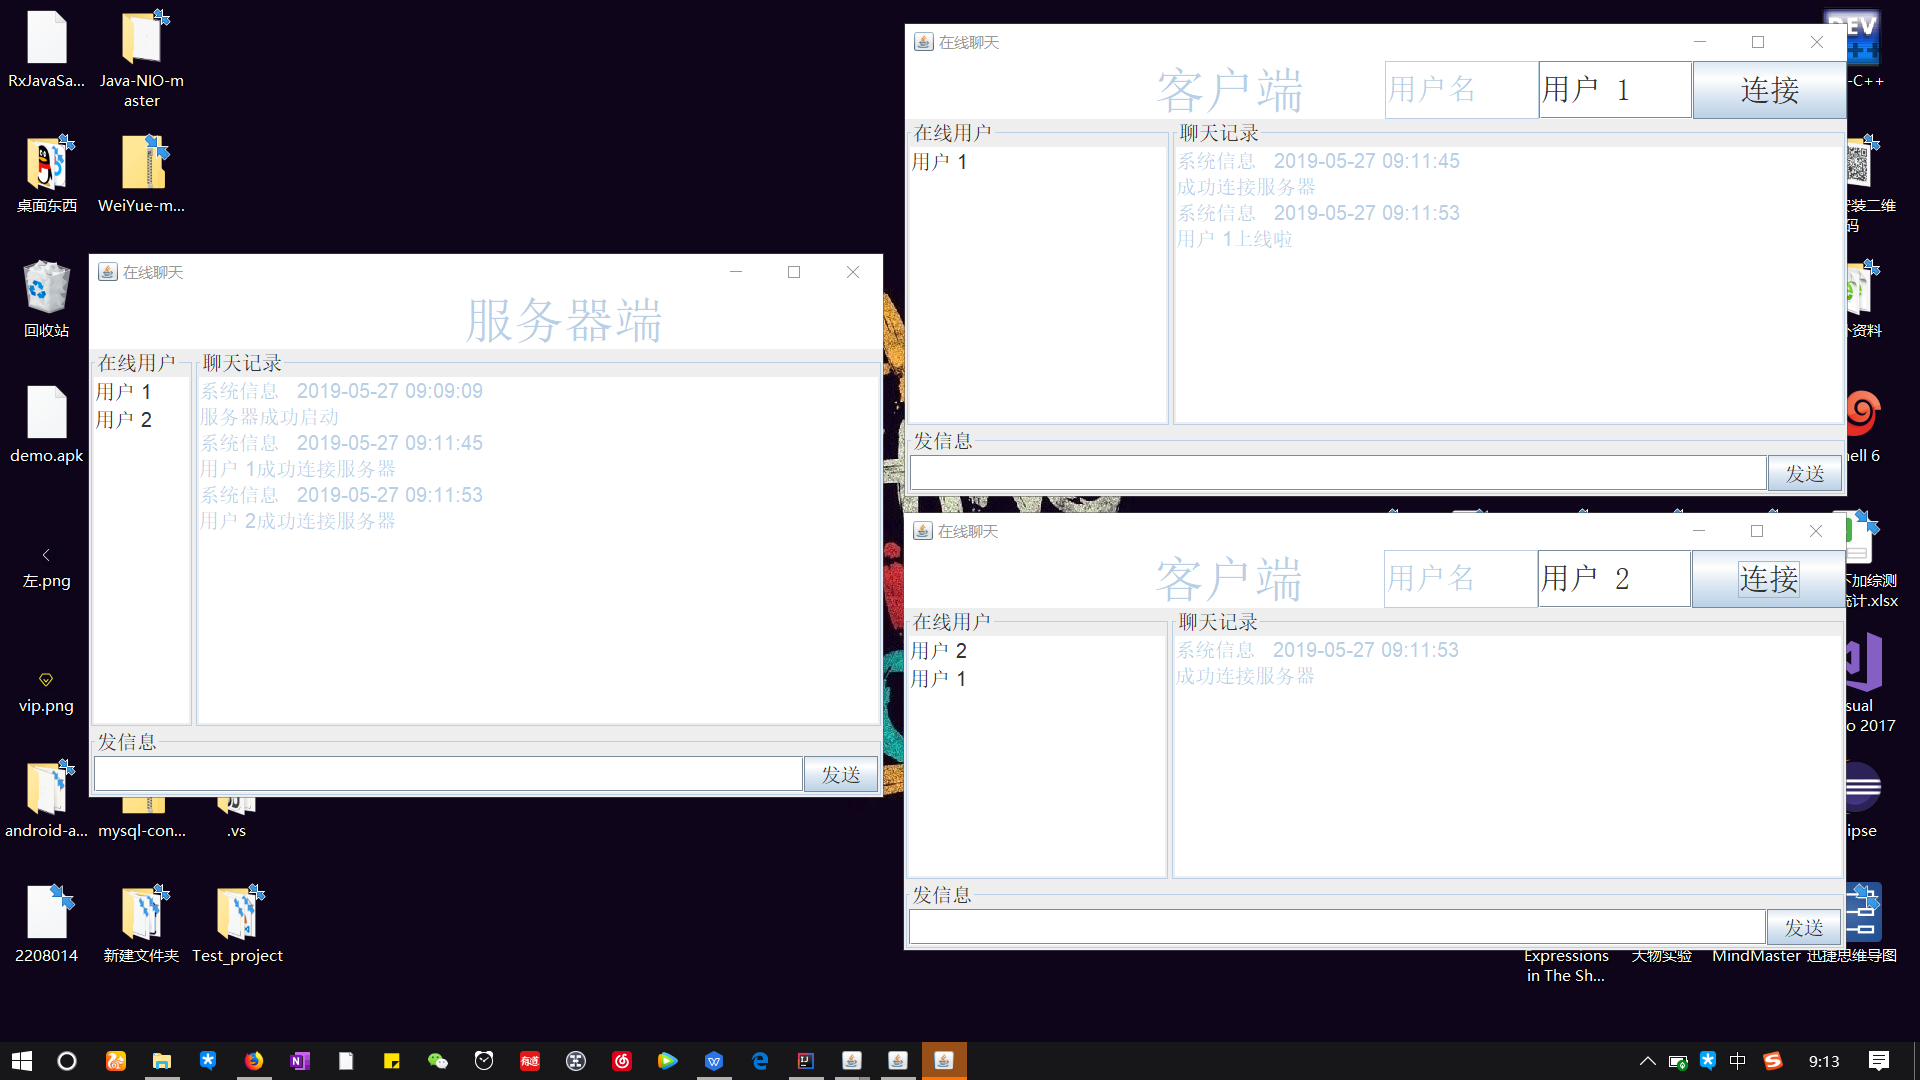 RxJavaSa...
Java-NIO-m
aster
桌面东西
WeiYue-m...
回收站
demo.apk
左.png
vip.png
android-a...
mysql-con...
.vs
2208014
新建文件夹
Test_project
在线聊天
服务器端
在线用户
用户 1
用户 2
聊天记录
系统信息 2019-05-27 09:09:09
服务器成功启动
系统信息 2019-05-27 09:11:45
用户 1成功连接服务器
系统信息 2019-05-27 09:11:53
用户 2成功连接服务器
发信息
发送
在线聊天
客户端
用户名
用户 1
连接
在线用户
用户 1
聊天记录
系统信息 2019-05-27 09:11:45
成功连接服务器
系统信息 2019-05-27 09:11:53
用户 1上线啦
发信息
发送
在线聊天
客户端
用户名
用户 2
连接
在线用户
用户 2
用户 1
聊天记录
系统信息 2019-05-27 09:11:53
成功连接服务器
发信息
发送
DEV
-C++
安装二维
码
资料
ell 6
下加综测
统计.xlsx
sual
o 2017
ipse
Expressions
in The Sh...
大物实验
MindMaster
迅捷思维导图
有道
中
9:13